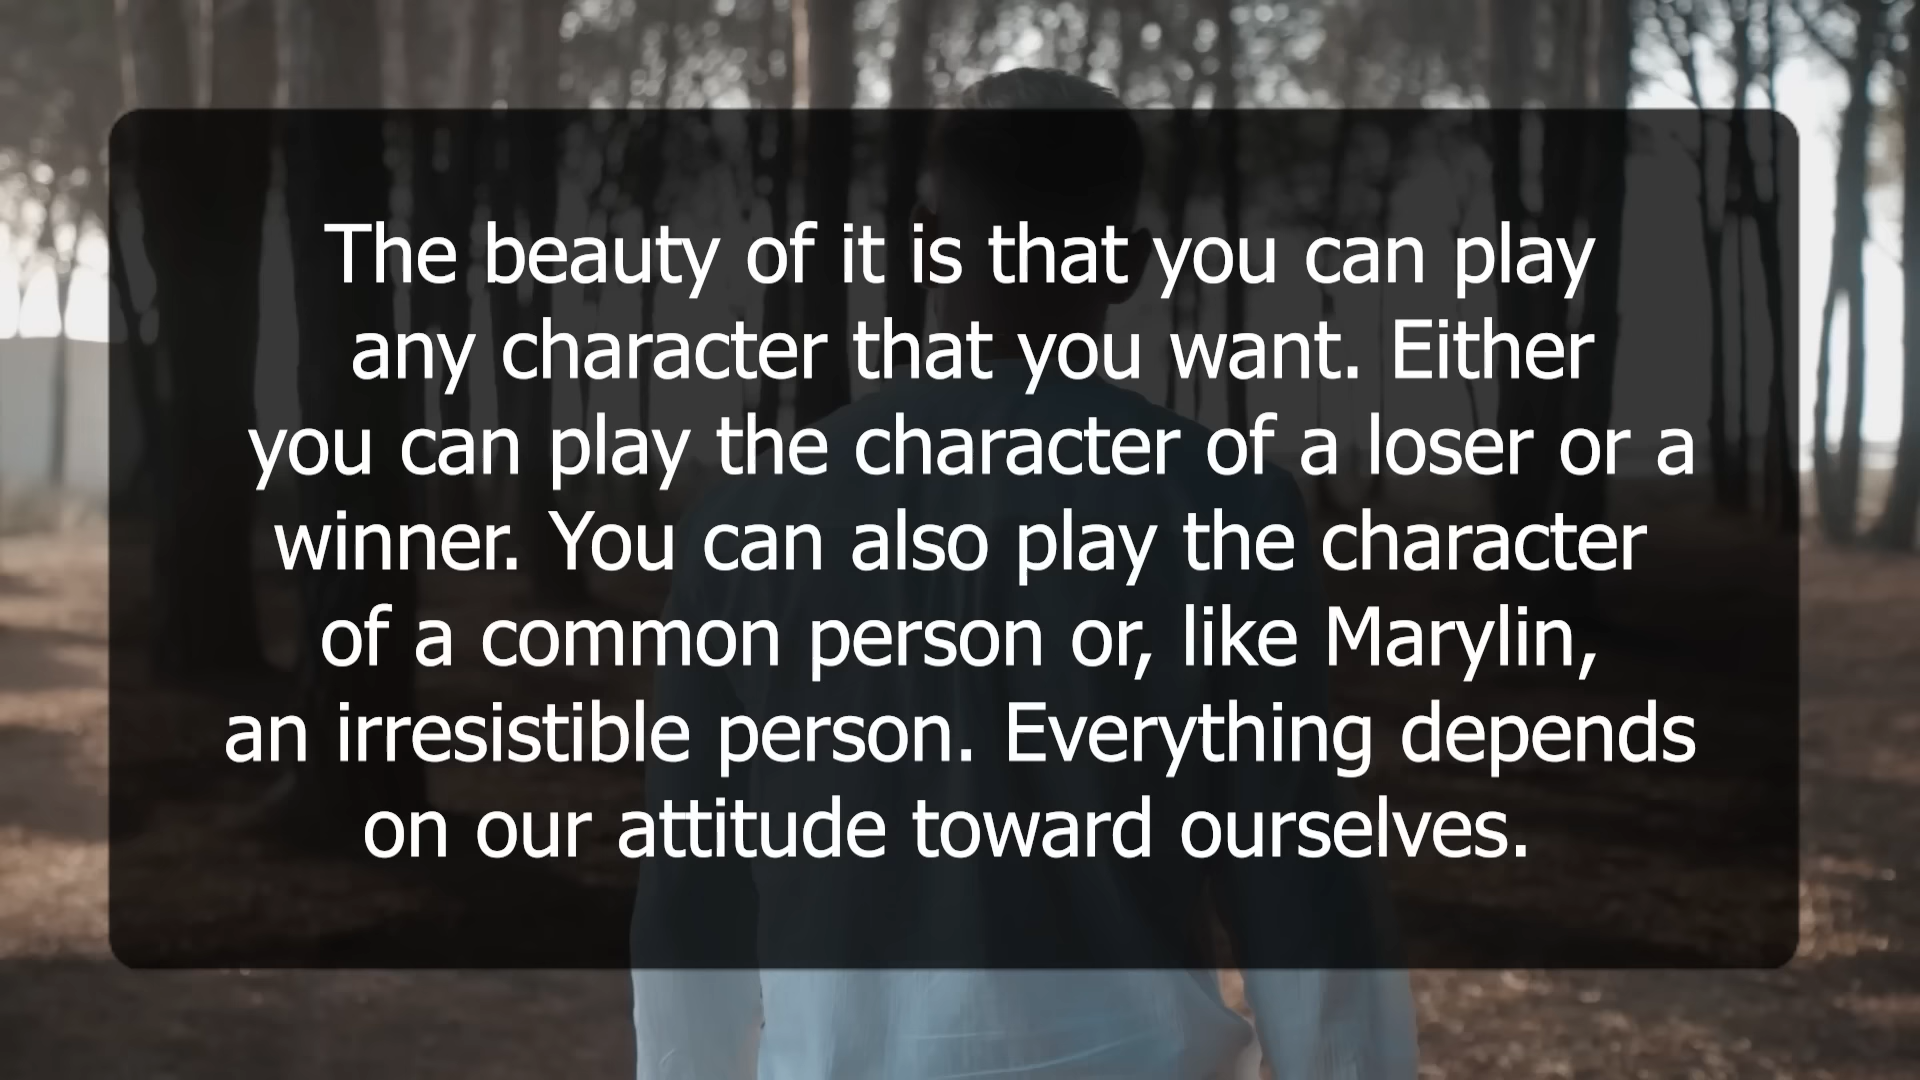 The beauty of it is that you can play
any character that you want. Either
you can play the character of a loser or a
winner. You can also play the character
of a common person or, like Marylin,
an irresistible person. Everything depends
on our attitude toward ourselves.